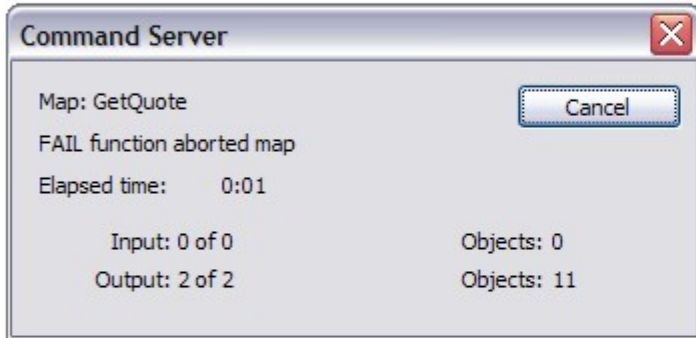 Command Server
Map: GetQuote
Cancel
FAIL function aborted map
Elapsed time: 0:01
Input: 0 of 0 Objects: 0
Output: 2 of 2 Objects: 11